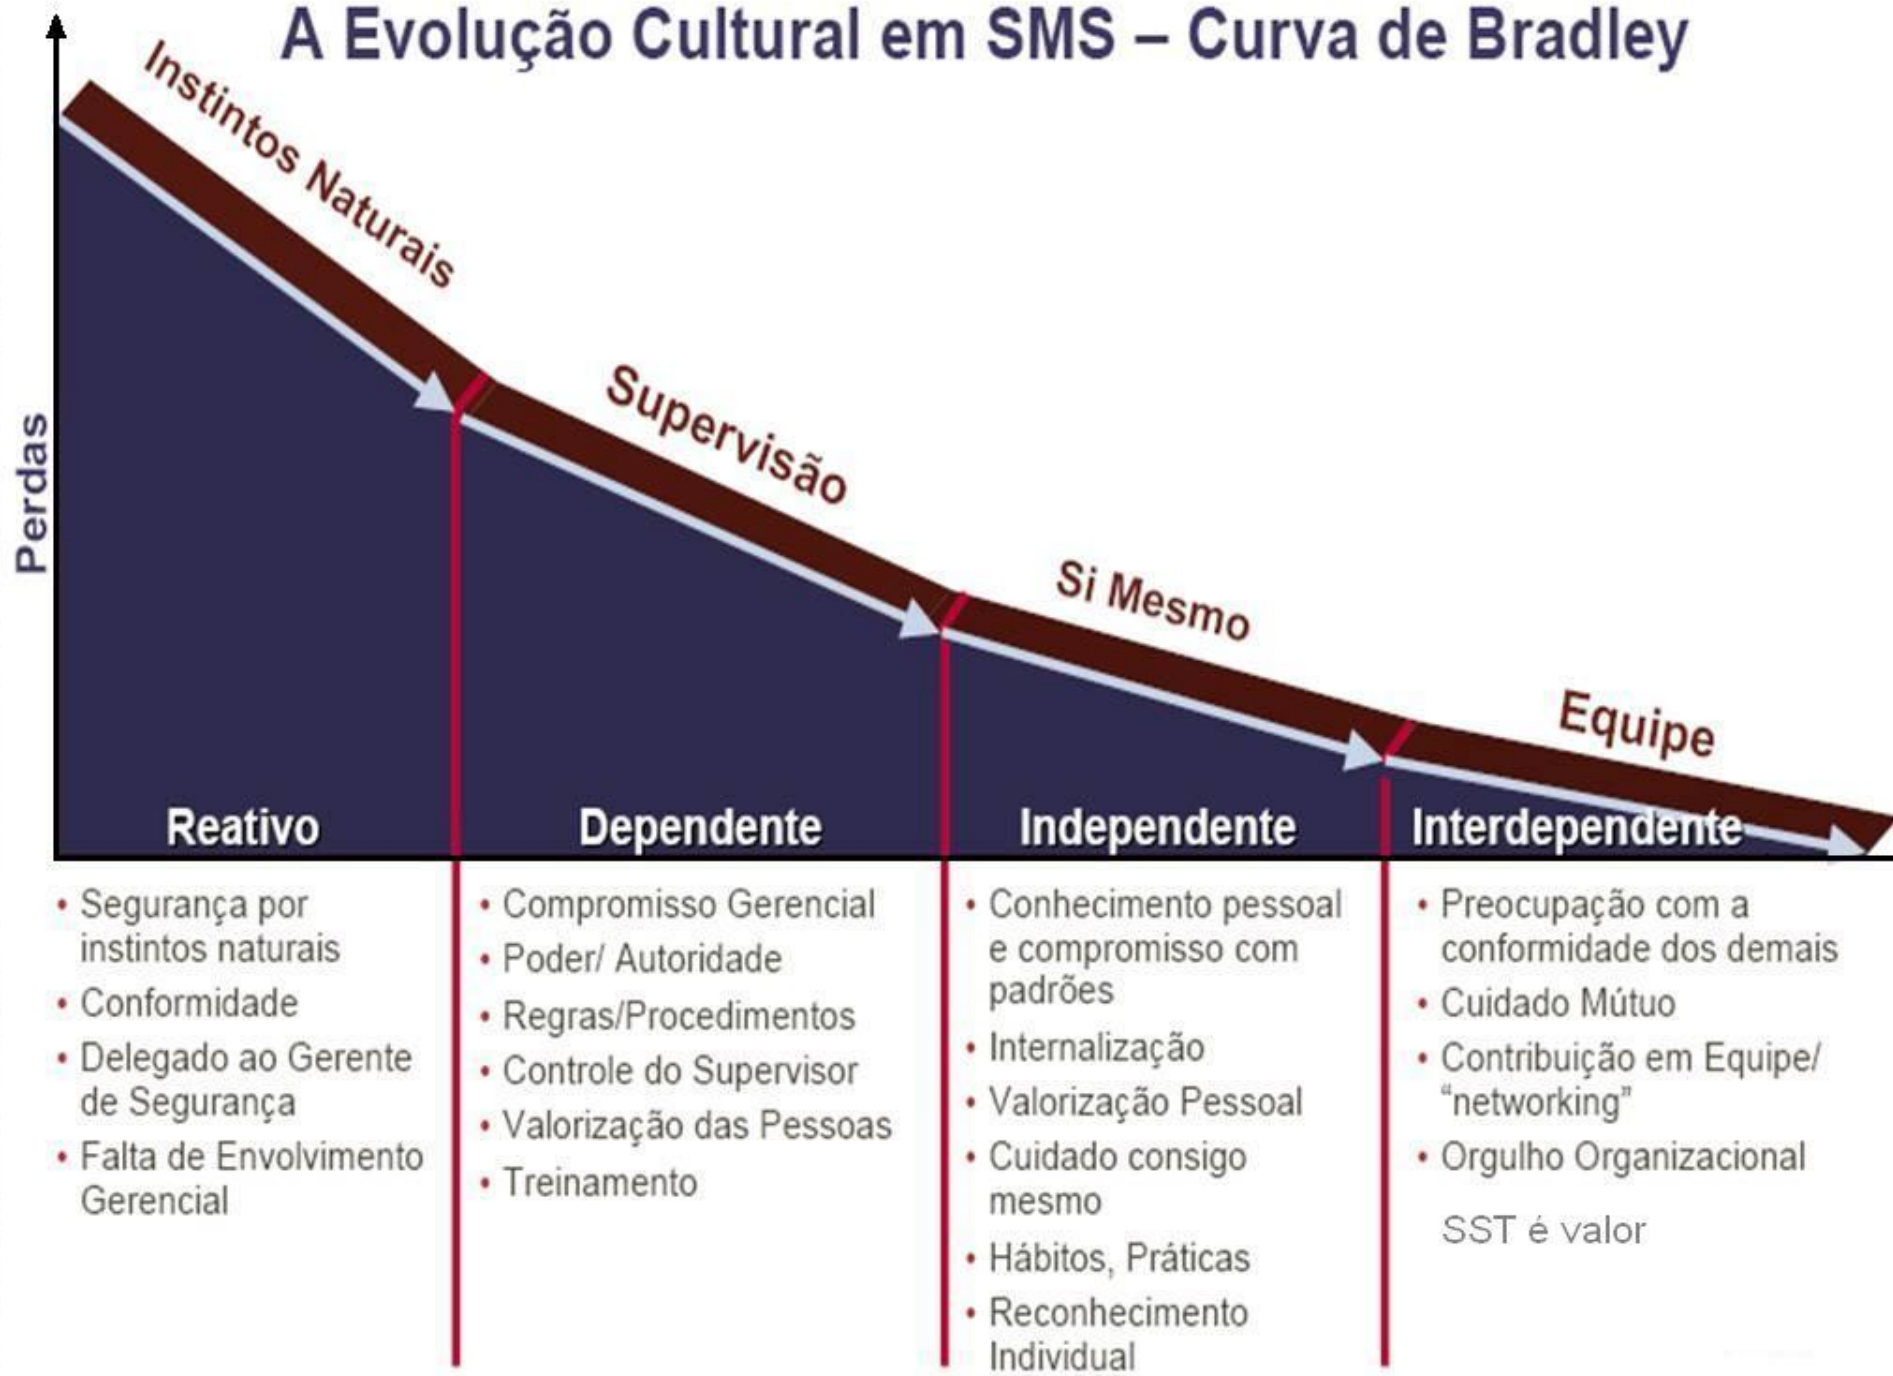 A Evolução Cultural em SMS – Curva de Bradley
Instintos Naturais
Supervisão
Si Mesmo
Equipe
Perdas
Reativo
Dependente
Independente
Interdependente
• Segurança por
instintos naturais
• Conformidade
• Delegado ao Gerente
de Segurança
• Falta de Envolvimento
Gerencial
• Compromisso Gerencial
• Poder/ Autoridade
• Regras/Procedimentos
• Controle do Supervisor
• Valorização das Pessoas
• Treinamento
• Conhecimento pessoal
e compromisso com
padrões
• Internalização
• Valorização Pessoal
• Cuidado consigo
mesmo
• Hábitos, Práticas
• Reconhecimento
Individual
• Preocupação com a
conformidade dos demais
• Cuidado Mútuo
• Contribuição em Equipe/
“networking”
• Orgulho Organizacional
SST é valor